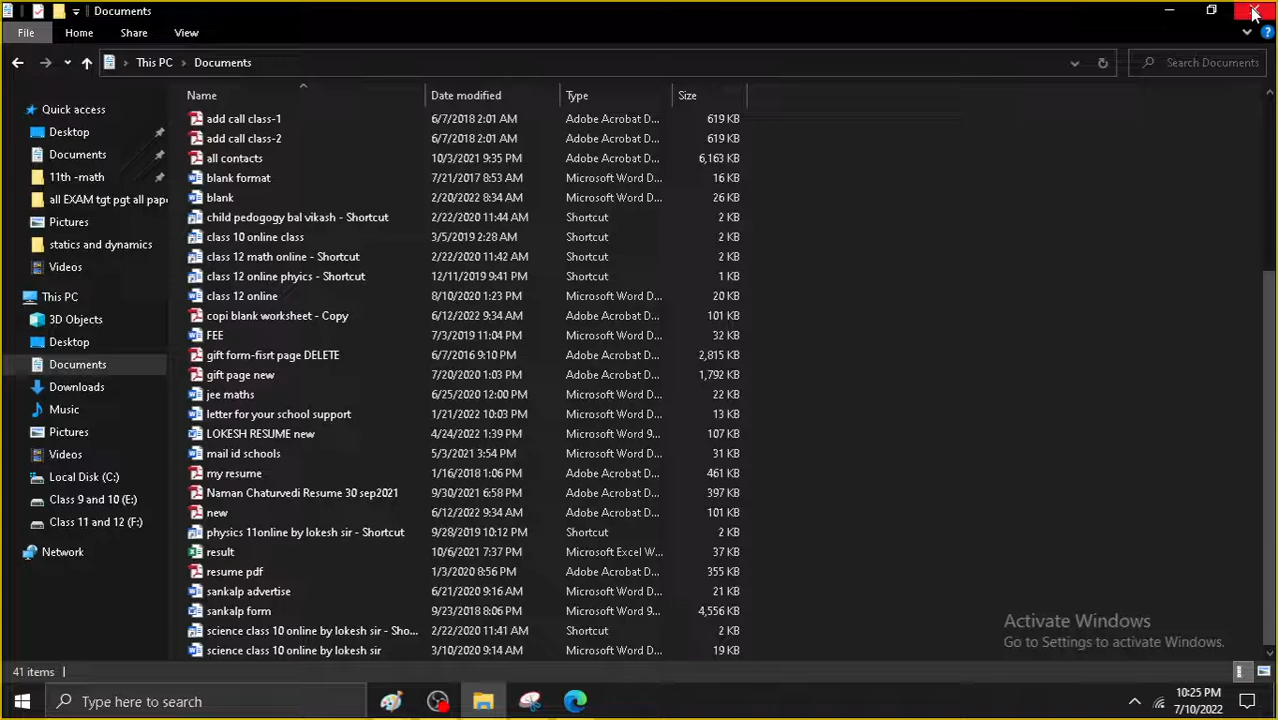 Documents
File Home Share View
This PC Documents Search Documents
Name Date modified Type Size
Quick access
Desktop
Documents
11th -math
all EXAM tgt pgt all pape
Pictures
statics and dynamics
Videos
This PC
3D Objects
Desktop
Documents
Downloads
Music
Pictures
Videos
Local Disk (C:)
Class 9 and 10 (E:)
Class 11 and 12 (F:)
Network
add call class-1 6/7/2018 2:01 AM Adobe Acrobat D... 619 KB
add call class-2 6/7/2018 2:01 AM Adobe Acrobat D... 619 KB
all contacts 10/3/2021 9:35 PM Adobe Acrobat D... 6,163 KB
blank format 7/21/2017 8:53 AM Microsoft Word D... 16 KB
blank 2/20/2022 8:34 AM Microsoft Word D... 26 KB
child pedogogy bal vikash - Shortcut 2/22/2020 11:44 AM Shortcut 2 KB
class 10 online class 3/5/2019 2:28 AM Shortcut 2 KB
class 12 math online - Shortcut 2/22/2020 11:42 AM Shortcut 2 KB
class 12 online phyics - Shortcut 12/11/2019 9:41 PM Shortcut 1 KB
class 12 online 8/10/2020 1:23 PM Microsoft Word D... 20 KB
copi blank worksheet - Copy 6/12/2022 9:34 AM Adobe Acrobat D... 101 KB
FEE 7/3/2019 11:04 PM Microsoft Word D... 32 KB
gift form-fisrt page DELETE 6/7/2016 9:10 PM Adobe Acrobat D... 2,815 KB
gift page new 7/20/2020 1:03 PM Adobe Acrobat D... 1,792 KB
jee maths 6/25/2020 12:00 PM Microsoft Word D... 22 KB
letter for your school support 1/21/2022 10:03 PM Microsoft Word D... 13 KB
LOKESH RESUME new 4/24/2022 1:39 PM Microsoft Word 9... 107 KB
mail id schools 5/3/2021 3:54 PM Microsoft Word D... 31 KB
my resume 1/16/2018 1:06 PM Adobe Acrobat D... 461 KB
Naman Chaturvedi Resume 30 sep2021 9/30/2021 6:58 PM Adobe Acrobat D... 397 KB
new 6/12/2022 9:34 AM Adobe Acrobat D... 101 KB
physics 11online by lokesh sir - Shortcut 9/28/2019 10:12 PM Shortcut 2 KB
result 10/6/2021 7:37 PM Microsoft Excel W... 37 KB
resume pdf 1/3/2020 8:56 PM Adobe Acrobat D... 355 KB
sankalp advertise 6/21/2020 9:16 AM Microsoft Word D... 21 KB
sankalp form 9/23/2018 8:06 PM Microsoft Word 9... 4,556 KB
science class 10 online by lokesh sir - Sho... 2/22/2020 11:41 AM Shortcut 2 KB
science class 10 online by lokesh sir 3/10/2020 9:14 AM Microsoft Word D... 19 KB
Activate Windows
Go to Settings to activate Windows.
41 items
Type here to search
10:25 PM
7/10/2022